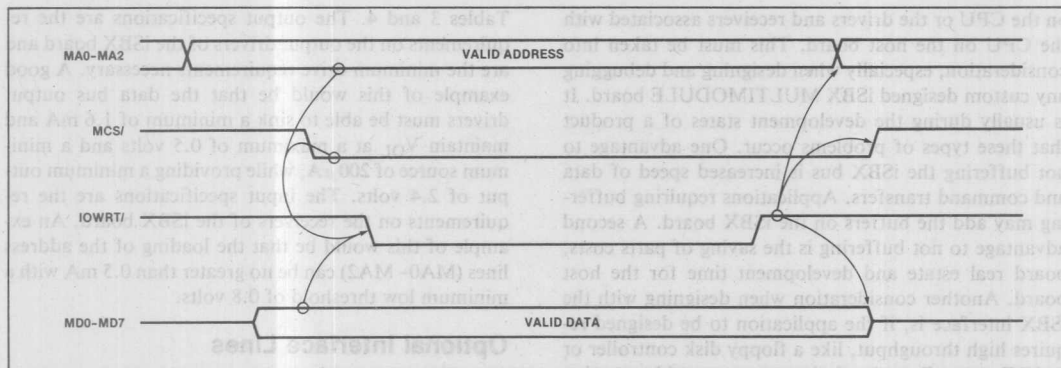 MA0–MA2
VALID ADDRESS
MCS/
IOWRT/
MD0–MD7
VALID DATA
on the CPU or the drivers and receivers associated with
the CPU on the host board. This must be taken into
consideration, especially when designing and debugging
any custom designed iSBX MULTIMODULE board. It
is usually during the development states of a product
that these types of problems occur. One advantage to
not buffering the iSBX bus is increased speed of data
and command transfers. Applications requiring buffer-
ing may add the buffers on the iSBX board. A second
advantage to not buffering is the saving of parts costs,
board real estate and development time for the host
board. Another consideration when designing with the
iSBX interface is, if the application to be designed re-
quires high throughput, like a floppy disk controller or
Tables 3 and 4. The output specifications are the re-
quirements on the output drivers of the iSBX board and
are the minimum drive requirements necessary. A good
example of this would be that the data bus output
drivers must be able to sink a minimum of 1.6 mA and
maintain VOL at a maximum of 0.5 volts and a mini-
mum source of 200 μA, while providing a minimum out-
put of 2.4 volts. The input specifications are the re-
quirements on the receivers of the iSBX board. An ex-
ample of this would be that the loading of the address
lines (MA0–MA2) can be no greater than 0.5 mA with a
minimum low threshold of 0.8 volts.
Optional Interface Lines